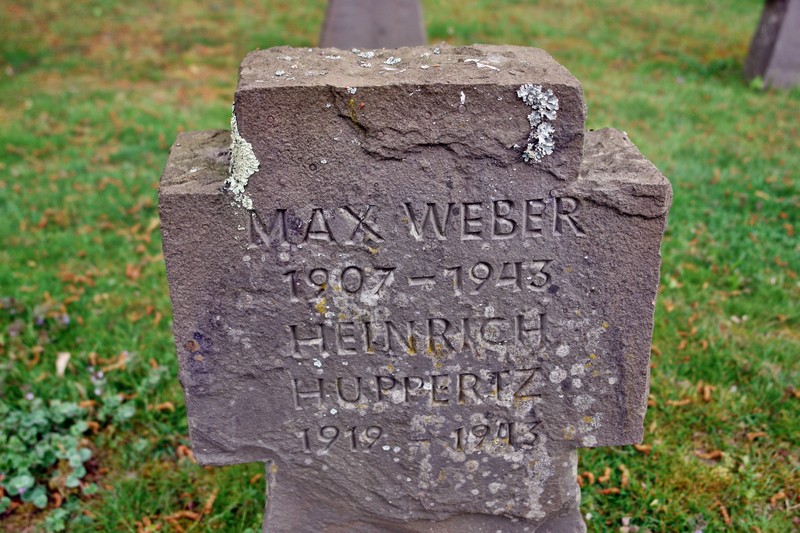 MAX WEBER
1907 – 1943
HEINRICH
HUPPERTZ
1919 – 1943